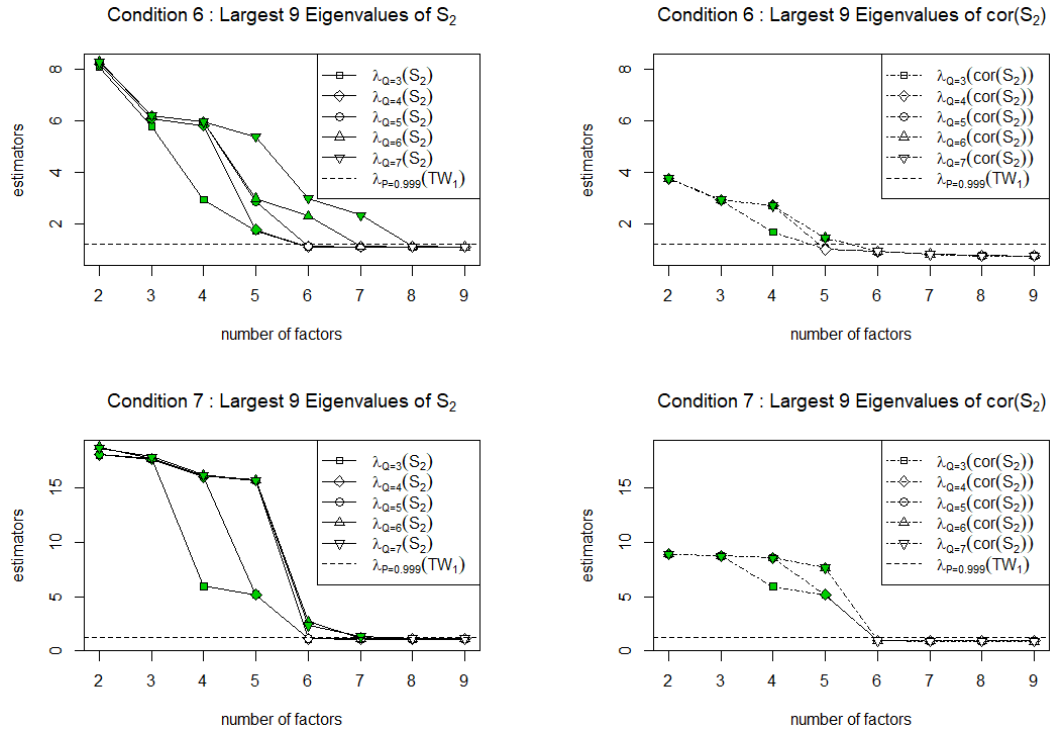 Condition 6 : Largest 9 Eigenvalues of S₂
estimators
8
6
4
2
λQ=3(S₂)
λQ=4(S₂)
λQ=5(S₂)
λQ=6(S₂)
λQ=7(S₂)
λP=0.999(TW₁)
2 3 4 5 6 7 8 9
number of factors
Condition 6 : Largest 9 Eigenvalues of cor(S₂)
estimators
8
6
4
2
λQ=3(cor(S₂))
λQ=4(cor(S₂))
λQ=5(cor(S₂))
λQ=6(cor(S₂))
λQ=7(cor(S₂))
λP=0.999(TW₁)
2 3 4 5 6 7 8 9
number of factors
Condition 7 : Largest 9 Eigenvalues of S₂
estimators
15
10
5
0
λQ=3(S₂)
λQ=4(S₂)
λQ=5(S₂)
λQ=6(S₂)
λQ=7(S₂)
λP=0.999(TW₁)
2 3 4 5 6 7 8 9
number of factors
Condition 7 : Largest 9 Eigenvalues of cor(S₂)
estimators
15
10
5
0
λQ=3(cor(S₂))
λQ=4(cor(S₂))
λQ=5(cor(S₂))
λQ=6(cor(S₂))
λQ=7(cor(S₂))
λP=0.999(TW₁)
2 3 4 5 6 7 8 9
number of factors